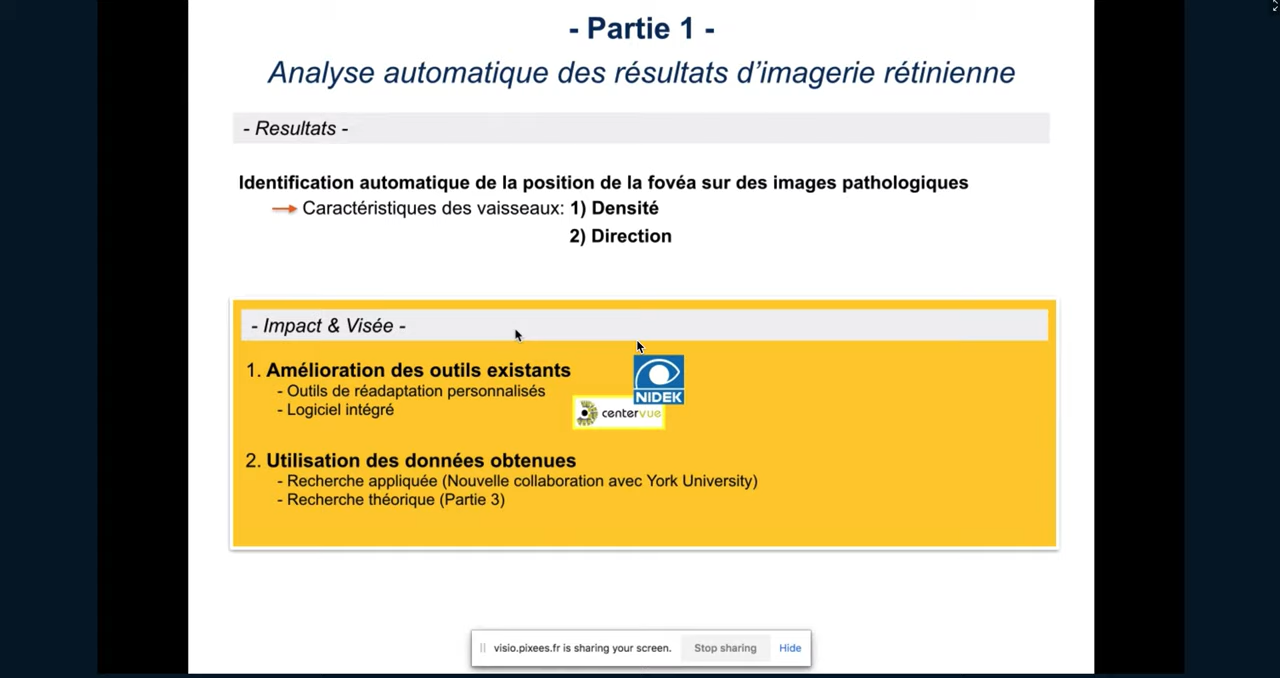 - Partie 1 -
Analyse automatique des résultats d’imagerie rétinienne
- Resultats -
Identification automatique de la position de la fovéa sur des images pathologiques
Caractéristiques des vaisseaux: 1) Densité
2) Direction
- Impact & Visée -
1. Amélioration des outils existants
- Outils de réadaptation personnalisés
- Logiciel intégré
NIDEK
centervue
2. Utilisation des données obtenues
- Recherche appliquée (Nouvelle collaboration avec York University)
- Recherche théorique (Partie 3)
visio.pixees.fr is sharing your screen.
Stop sharing
Hide